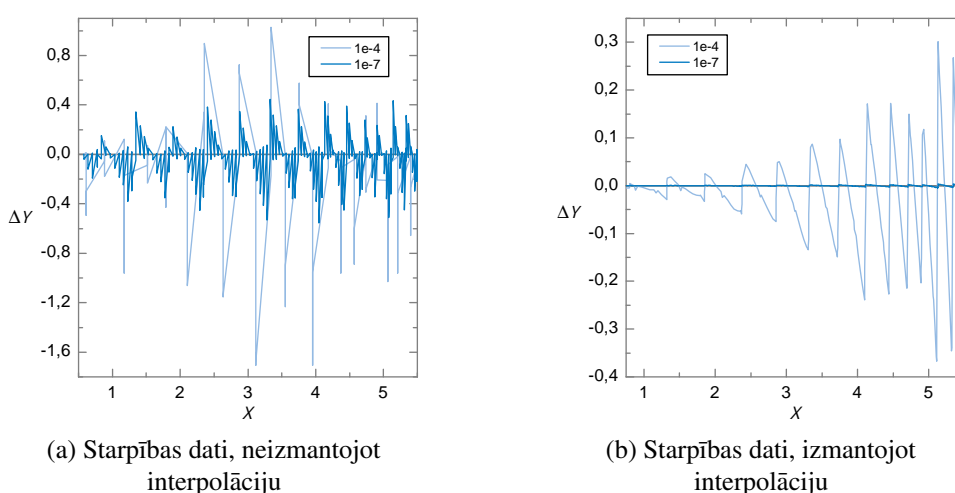 0,8
0,4
0,0
-0,4
-0,8
-1,2
-1,6
ΔY
1e-4
1e-7
1 2 3 4 5
X
(a) Starpības dati, neizmantojot
interpolāciju
0,3
0,2
0,1
0,0
-0,1
-0,2
-0,3
-0,4
ΔY
1e-4
1e-7
1 2 3 4 5
X
(b) Starpības dati, izmantojot
interpolāciju